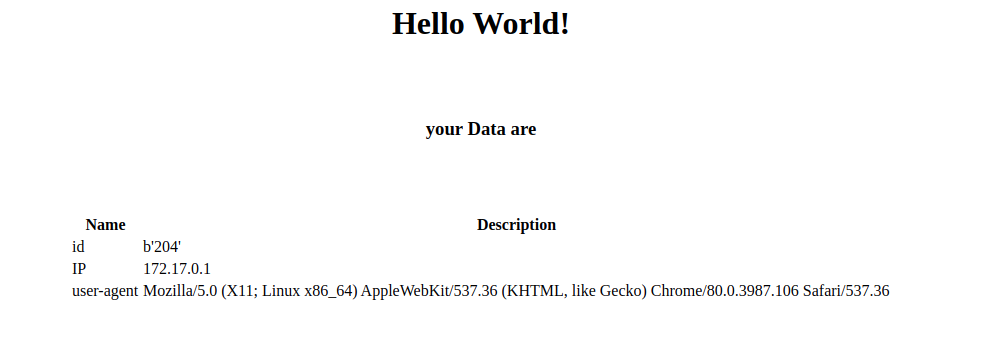 Hello World!
your Data are
Name Description
id b'204'
IP 172.17.0.1
user-agent Mozilla/5.0 (X11; Linux x86_64) AppleWebKit/537.36 (KHTML, like Gecko) Chrome/80.0.3987.106 Safari/537.36